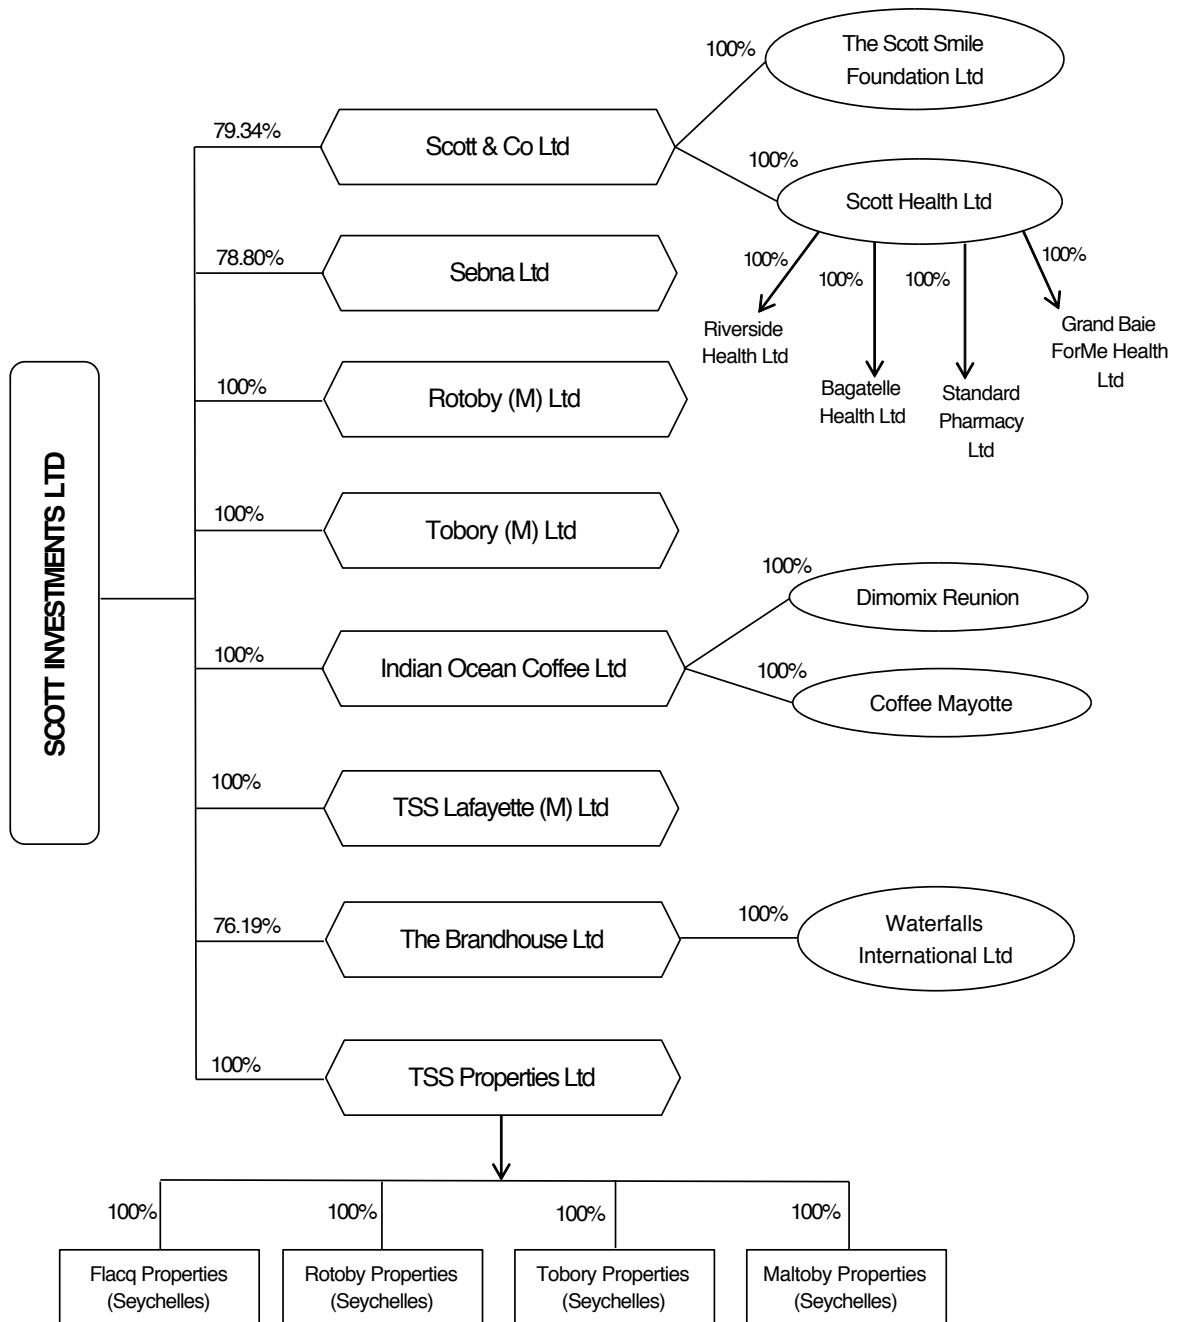 100%
The Scott Smile
Foundation Ltd
79.34%
Scott & Co Ltd
100%
Scott Health Ltd
100%
100%
100%
100%
Riverside
Health Ltd
Bagatelle
Health Ltd
Standard
Pharmacy
Ltd
Grand Baie
ForMe Health
Ltd
78.80%
Sebna Ltd
100%
Rotoby (M) Ltd
SCOTT INVESTMENTS LTD
100%
Tobory (M) Ltd
100%
Indian Ocean Coffee Ltd
100%
Dimomix Reunion
100%
Coffee Mayotte
100%
TSS Lafayette (M) Ltd
76.19%
The Brandhouse Ltd
100%
Waterfalls
International Ltd
100%
TSS Properties Ltd
100%
100%
100%
100%
Flacq Properties
(Seychelles)
Rotoby Properties
(Seychelles)
Tobory Properties
(Seychelles)
Maltoby Properties
(Seychelles)